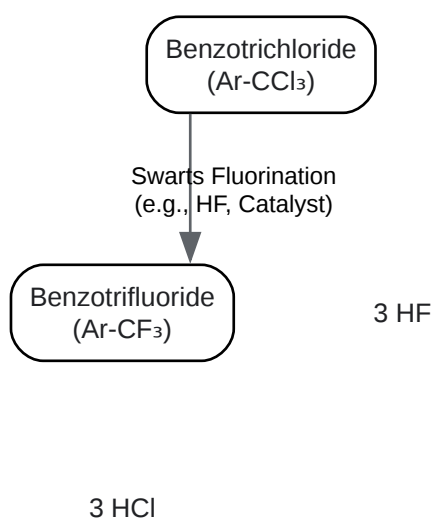 Benzotrichloride
(Ar-CCl₃)
Swarts Fluorination
(e.g., HF, Catalyst)
Benzotrifluoride
(Ar-CF₃)
3 HF
3 HCl